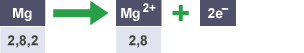 Mg → Mg²⁺ + 2e⁻
2,8,2 2,8